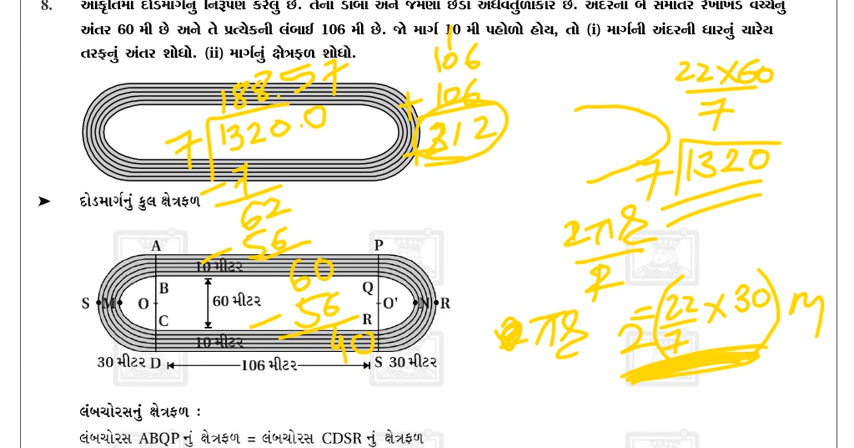 8. આકૃતિમાં દોડમાર્ગનું નિરૂપણ કરેલું છે. તેના ડાબા અને જમણા છેડા અર્ધવર્તુળાકાર છે. અંદરના બે સમાંતર રેખાખંડ વચ્ચેનું
અંતર 60 મી છે અને તે પ્રત્યેકની લંબાઈ 106 મી છે. જો માર્ગ 10 મી પહોળો હોય, તો (i) માર્ગની અંદરની ધારનું ચારેય
તરફનું અંતર શોધો. (ii) માર્ગનું ક્ષેત્રફળ શોધો.
106
+ 106
212
188.57
7 1320.0
- 7
62
- 56
60
- 56
40
22 × 60
7
7 1320
2πr
2
πr
2 = (22 × 30) m
7
➤ દોડમાર્ગનું કુલ ક્ષેત્રફળ
A P
10 મીટર
B Q
S M O 60 મીટર O' N R
C R
10 મીટર
30 મીટર D 106 મીટર S 30 મીટર
લંબચોરસનું ક્ષેત્રફળ :
લંબચોરસ ABQP નું ક્ષેત્રફળ = લંબચોરસ CDSR નું ક્ષેત્રફળ